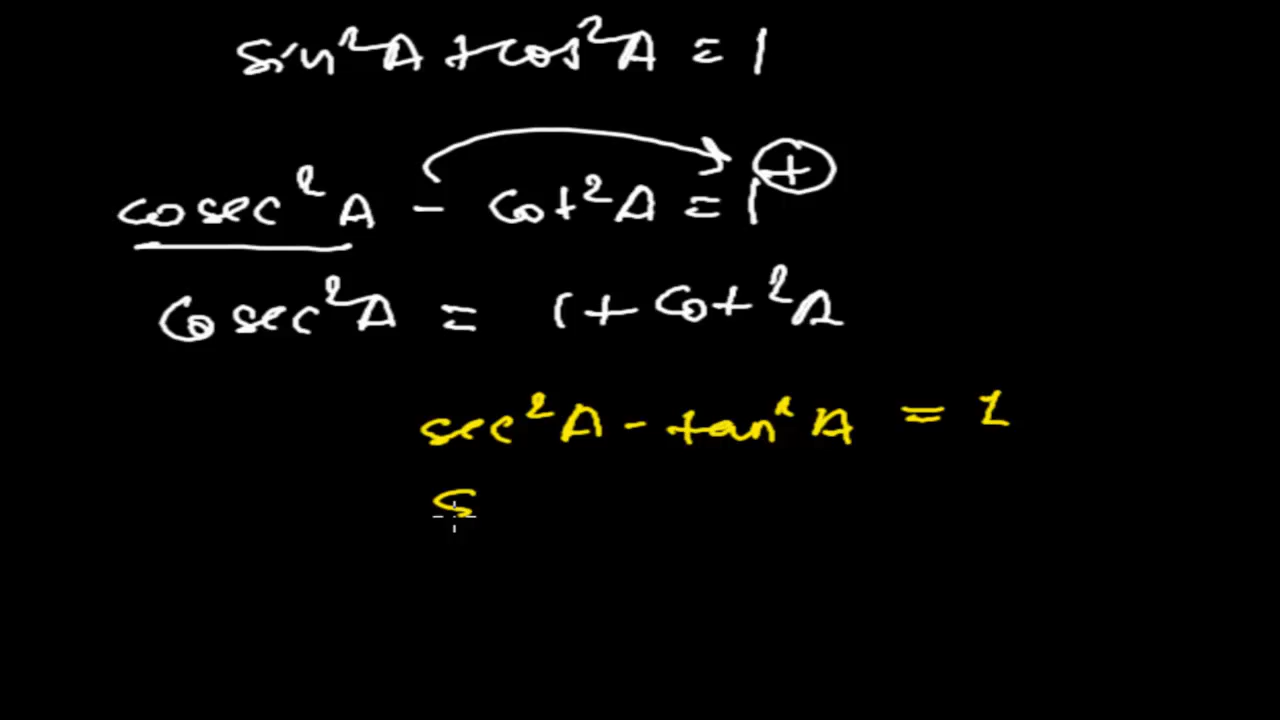 sin²A + cos²A = 1
cosec²A - cot²A = 1 +
cosec²A = 1 + cot²A
sec²A - tan²A = 1
s